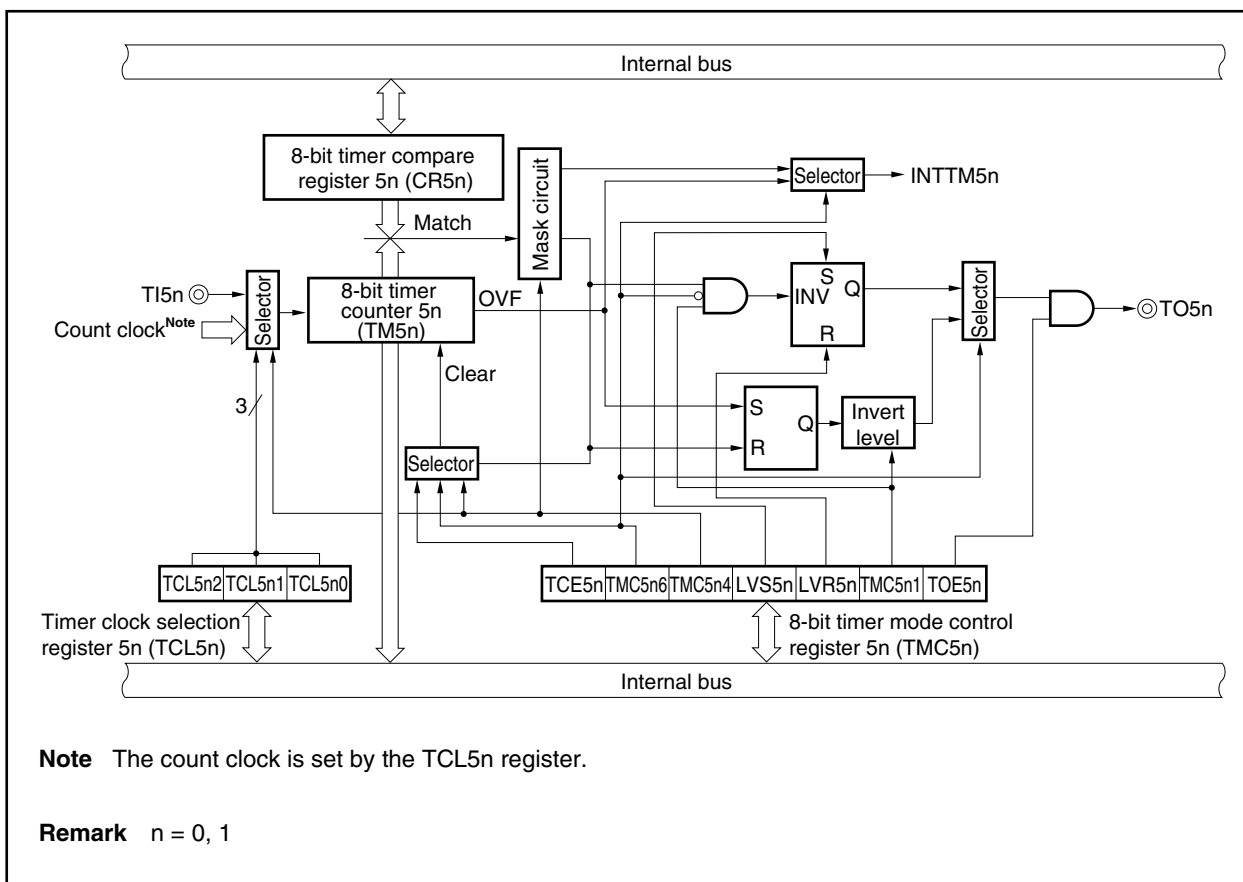 Internal bus
8-bit timer compare
register 5n (CR5n)
Match
Mask circuit
Selector
INTTM5n
TI5n
Count clockNote
Selector
8-bit timer
counter 5n
(TM5n)
OVF
Clear
S
INV
Q
R
Selector
TO5n
3
S
Q
R
Invert
level
Selector
TCL5n2 TCL5n1 TCL5n0
TCE5n TMC5n6 TMC5n4 LVS5n LVR5n TMC5n1 TOE5n
Timer clock selection
register 5n (TCL5n)
8-bit timer mode control
register 5n (TMC5n)
Internal bus
Note The count clock is set by the TCL5n register.
Remark n = 0, 1